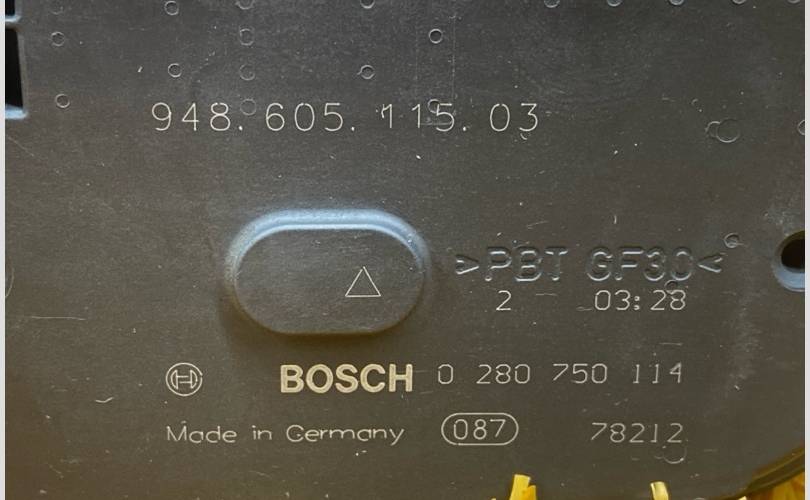 948.605.115.03
>PBT GF30<
2 03:28
BOSCH 0 280 750 114
Made in Germany 087 78212